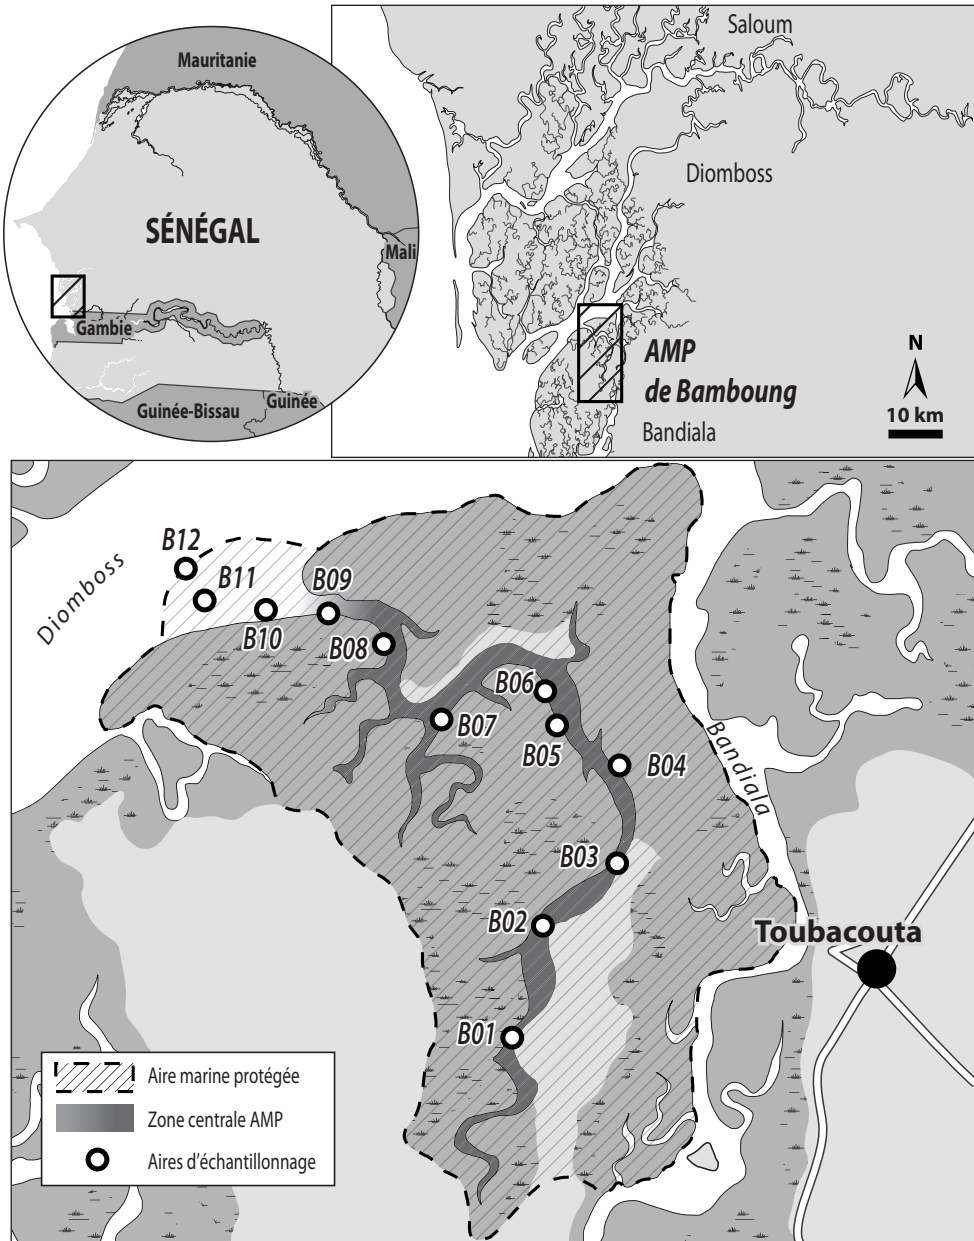 Mauritanie
SÉNÉGAL
Mali
Gambie
Guinée-Bissau
Guinée
Saloum
Diomboss
AMP
de Bamboung
Bandiala
N
10 km
Diomboss
B12
B11
B10
B09
B08
B07
B06
B05
B04
B03
B02
B01
Bandiala
Toubacouta
Aire marine protégée
Zone centrale AMP
Aires d'échantillonnage